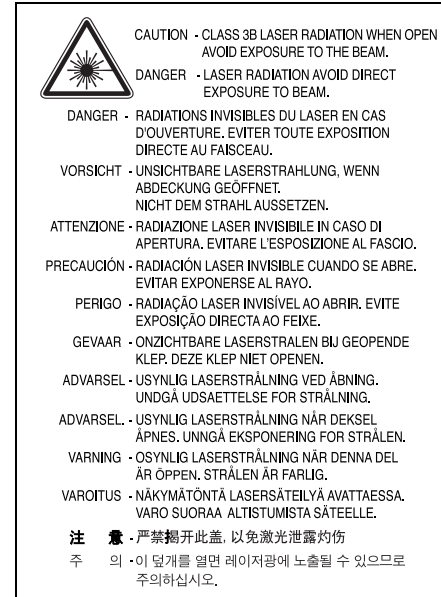 CAUTION - CLASS 3B LASER RADIATION WHEN OPEN
AVOID EXPOSURE TO THE BEAM.
DANGER - LASER RADIATION AVOID DIRECT
EXPOSURE TO BEAM.
DANGER - RADIATIONS INVISIBLES DU LASER EN CAS
D'OUVERTURE. EVITER TOUTE EXPOSITION
DIRECTE AU FAISCEAU.
VORSICHT - UNSICHTBARE LASERSTRAHLUNG, WENN
ABDECKUNG GEÖFFNET.
NICHT DEM STRAHL AUSSETZEN.
ATTENZIONE - RADIAZIONE LASER INVISIBILE IN CASO DI
APERTURA. EVITARE L'ESPOSIZIONE AL FASCIO.
PRECAUCIÓN - RADIACIÓN LASER INVISIBLE CUANDO SE ABRE.
EVITAR EXPONERSE AL RAYO.
PERIGO - RADIAÇÃO LASER INVISÍVEL AO ABRIR. EVITE
EXPOSIÇÃO DIRECTA AO FEIXE.
GEVAAR - ONZICHTBARE LASERSTRALEN BIJ GEOPENDE
KLEP. DEZE KLEP NIET OPENEN.
ADVARSEL - USYNLIG LASERSTRÅLNING VED ÅBNING.
UNDGÅ UDSAETTELSE FOR STRÅLNING.
ADVARSEL. - USYNLIG LASERSTRÅLNING NÅR DEKSEL
ÅPNES. UNNGÅ EKSPONERING FOR STRÅLEN.
VARNING - OSYNLIG LASERSTRÅLNING NÄR DENNA DEL
ÄR ÖPPEN. STRÅLEN ÄR FARLIG.
VAROITUS - NÄKYMÄTÖNTÄ LASERSÄTEILYÄ AVATTAESSA.
VARO SUORAA ALTISTUMISTA SÄTEELLE.
注 意 - 严禁揭开此盖, 以免激光泄露灼伤
주 의 - 이 덮개를 열면 레이저광에 노출될 수 있으므로
주의하십시오.